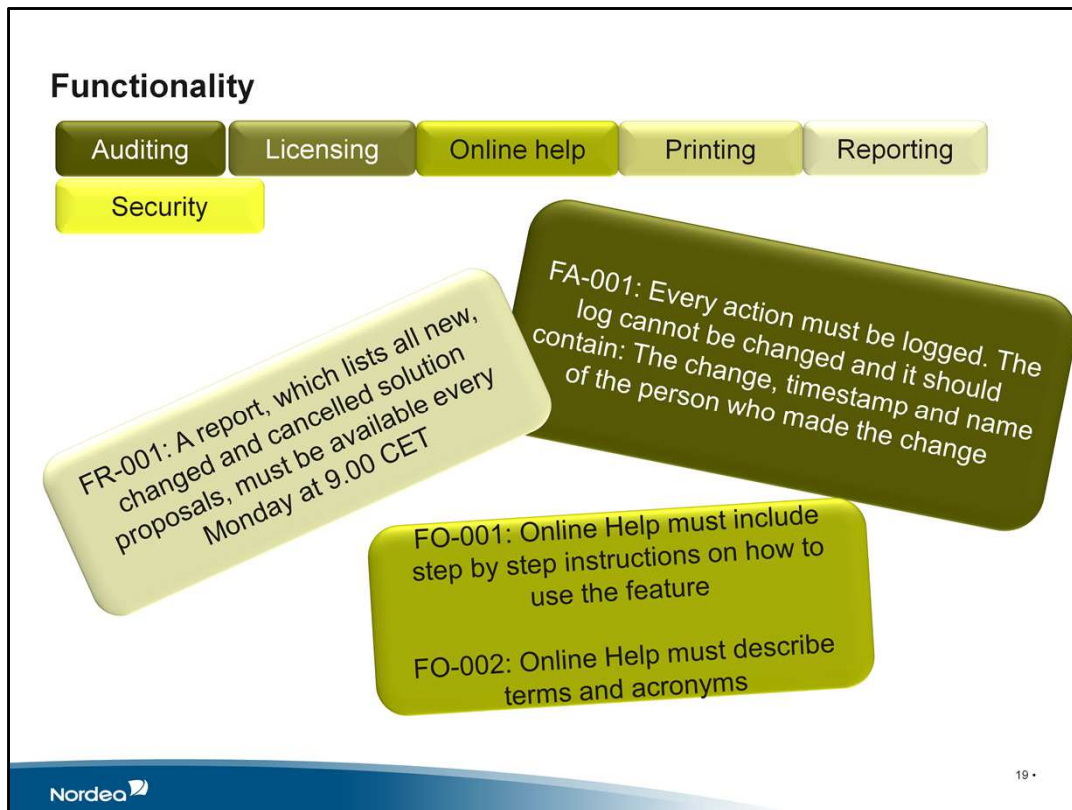 Functionality
Auditing
Licensing
Online help
Printing
Reporting
Security
FA-001: Every action must be logged. The
log cannot be changed and it should
contain: The change, timestamp and name
of the person who made the change
FR-001: A report, which lists all new,
changed and cancelled solution
proposals, must be available every
Monday at 9.00 CET
FO-001: Online Help must include
step by step instructions on how to
use the feature
FO-002: Online Help must describe
terms and acronyms
Nordea
19 •